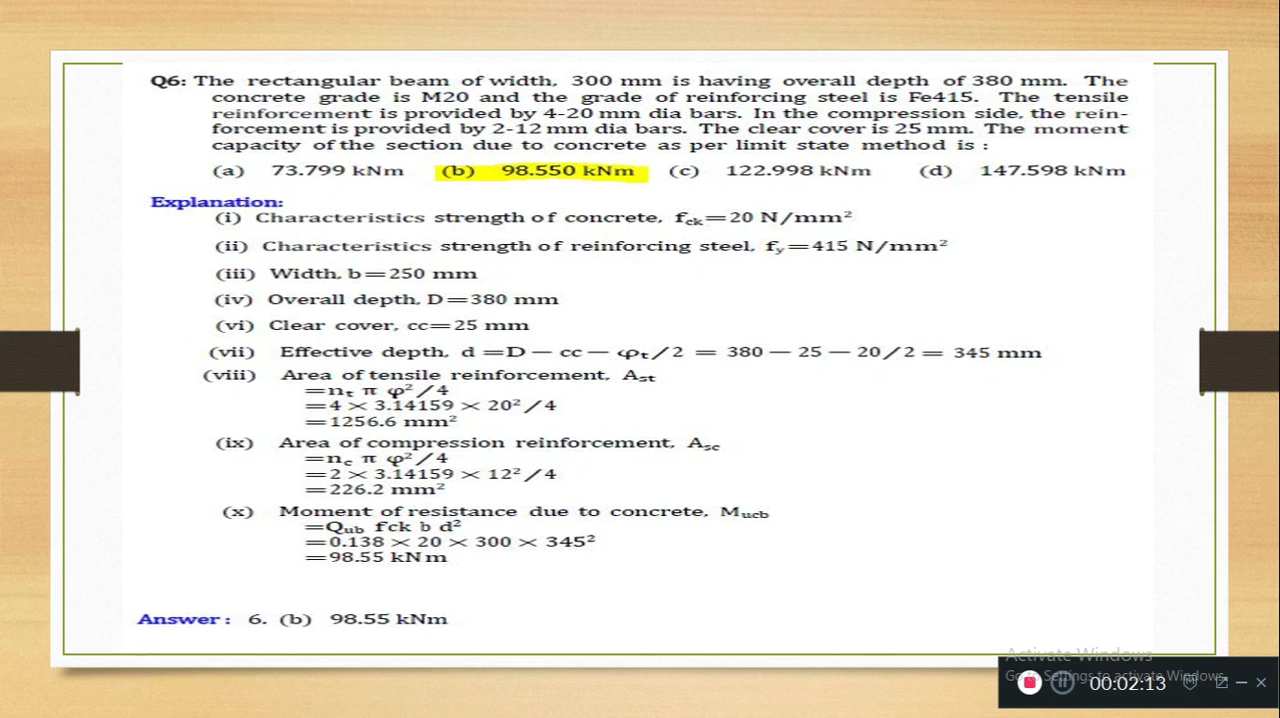 Q6: The rectangular beam of width, 300 mm is having overall depth of 380 mm. The
concrete grade is M20 and the grade of reinforcing steel is Fe415. The tensile
reinforcement is provided by 4-20 mm dia bars. In the compression side, the rein-
forcement is provided by 2-12 mm dia bars. The clear cover is 25 mm. The moment
capacity of the section due to concrete as per limit state method is :
(a) 73.799 kNm (b) 98.550 kNm (c) 122.998 kNm (d) 147.598 kNm
Explanation:
(i) Characteristics strength of concrete, fck=20 N/mm²
(ii) Characteristics strength of reinforcing steel, fy=415 N/mm²
(iii) Width, b=250 mm
(iv) Overall depth, D=380 mm
(vi) Clear cover, cc=25 mm
(vii) Effective depth, d =D − cc − φt/2 = 380 − 25 − 20/2 = 345 mm
(viii) Area of tensile reinforcement, Ast
=nt π φ²/4
=4 × 3.14159 × 20²/4
=1256.6 mm²
(ix) Area of compression reinforcement, Asc
=nc π φ²/4
=2 × 3.14159 × 12²/4
=226.2 mm²
(x) Moment of resistance due to concrete, Mucb
=Qub fck b d²
=0.138 × 20 × 300 × 345²
=98.55 kNm
Answer : 6. (b) 98.55 kNm
Activate Windows
Go to Settings to activate Windows.
00:02:13